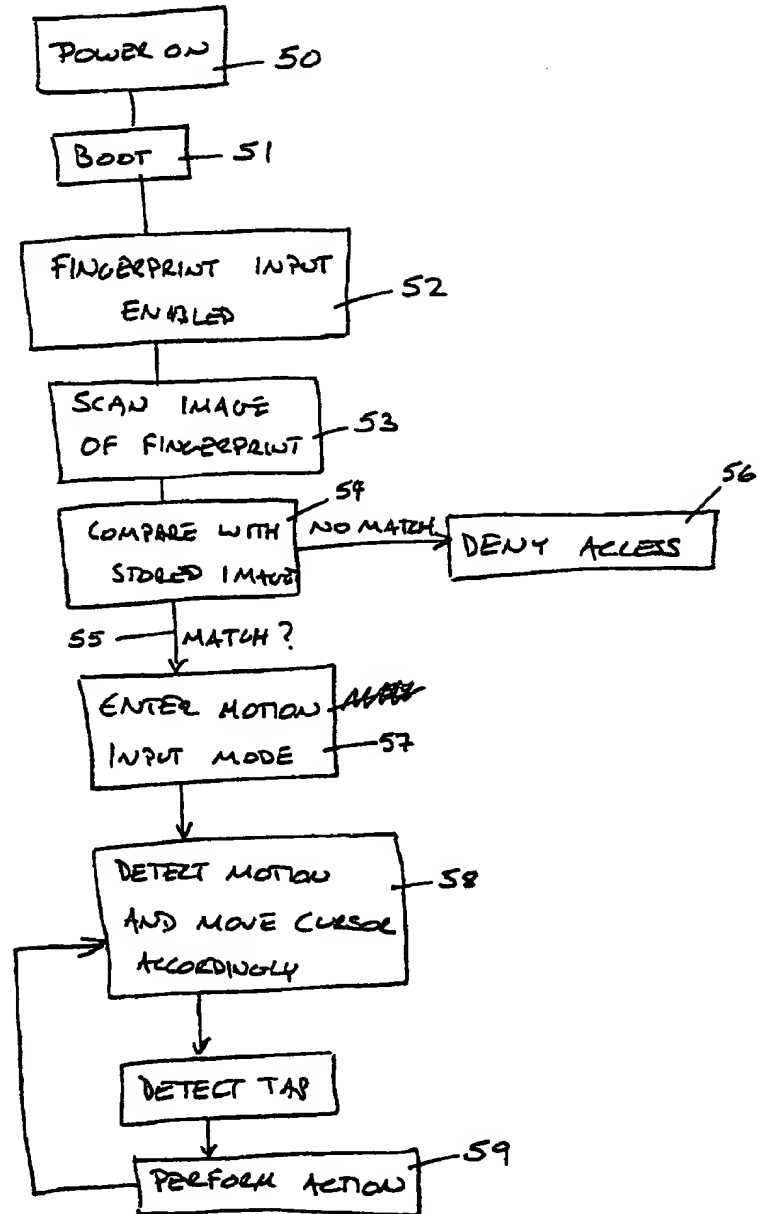 POWER ON
50
BOOT
51
FINGERPRINT INPUT
ENABLED
52
SCAN IMAGE
OF FINGERPRINT
53
54
COMPARE WITH
STORED IMAGE
NO MATCH
56
DENY ACCESS
55
MATCH?
ENTER MOTION
INPUT MODE
57
DETECT MOTION
AND MOVE CURSOR
ACCORDINGLY
58
DETECT TAP
PERFORM ACTION
59